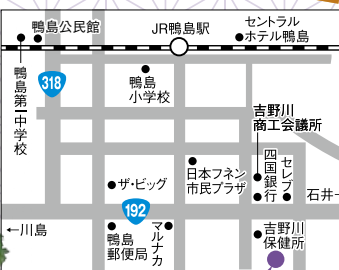 鴨島公民館
JR鴨島駅
セントラル
ホテル鴨島
鴨島第一中学校
318
鴨島
小学校
吉野川
商工会議所
日本フネン
市民プラザ
四国銀行
セレブ
ザ・ビッグ
石井→
192
←川島
鴨島
郵便局
マルナカ
吉野川
保健所